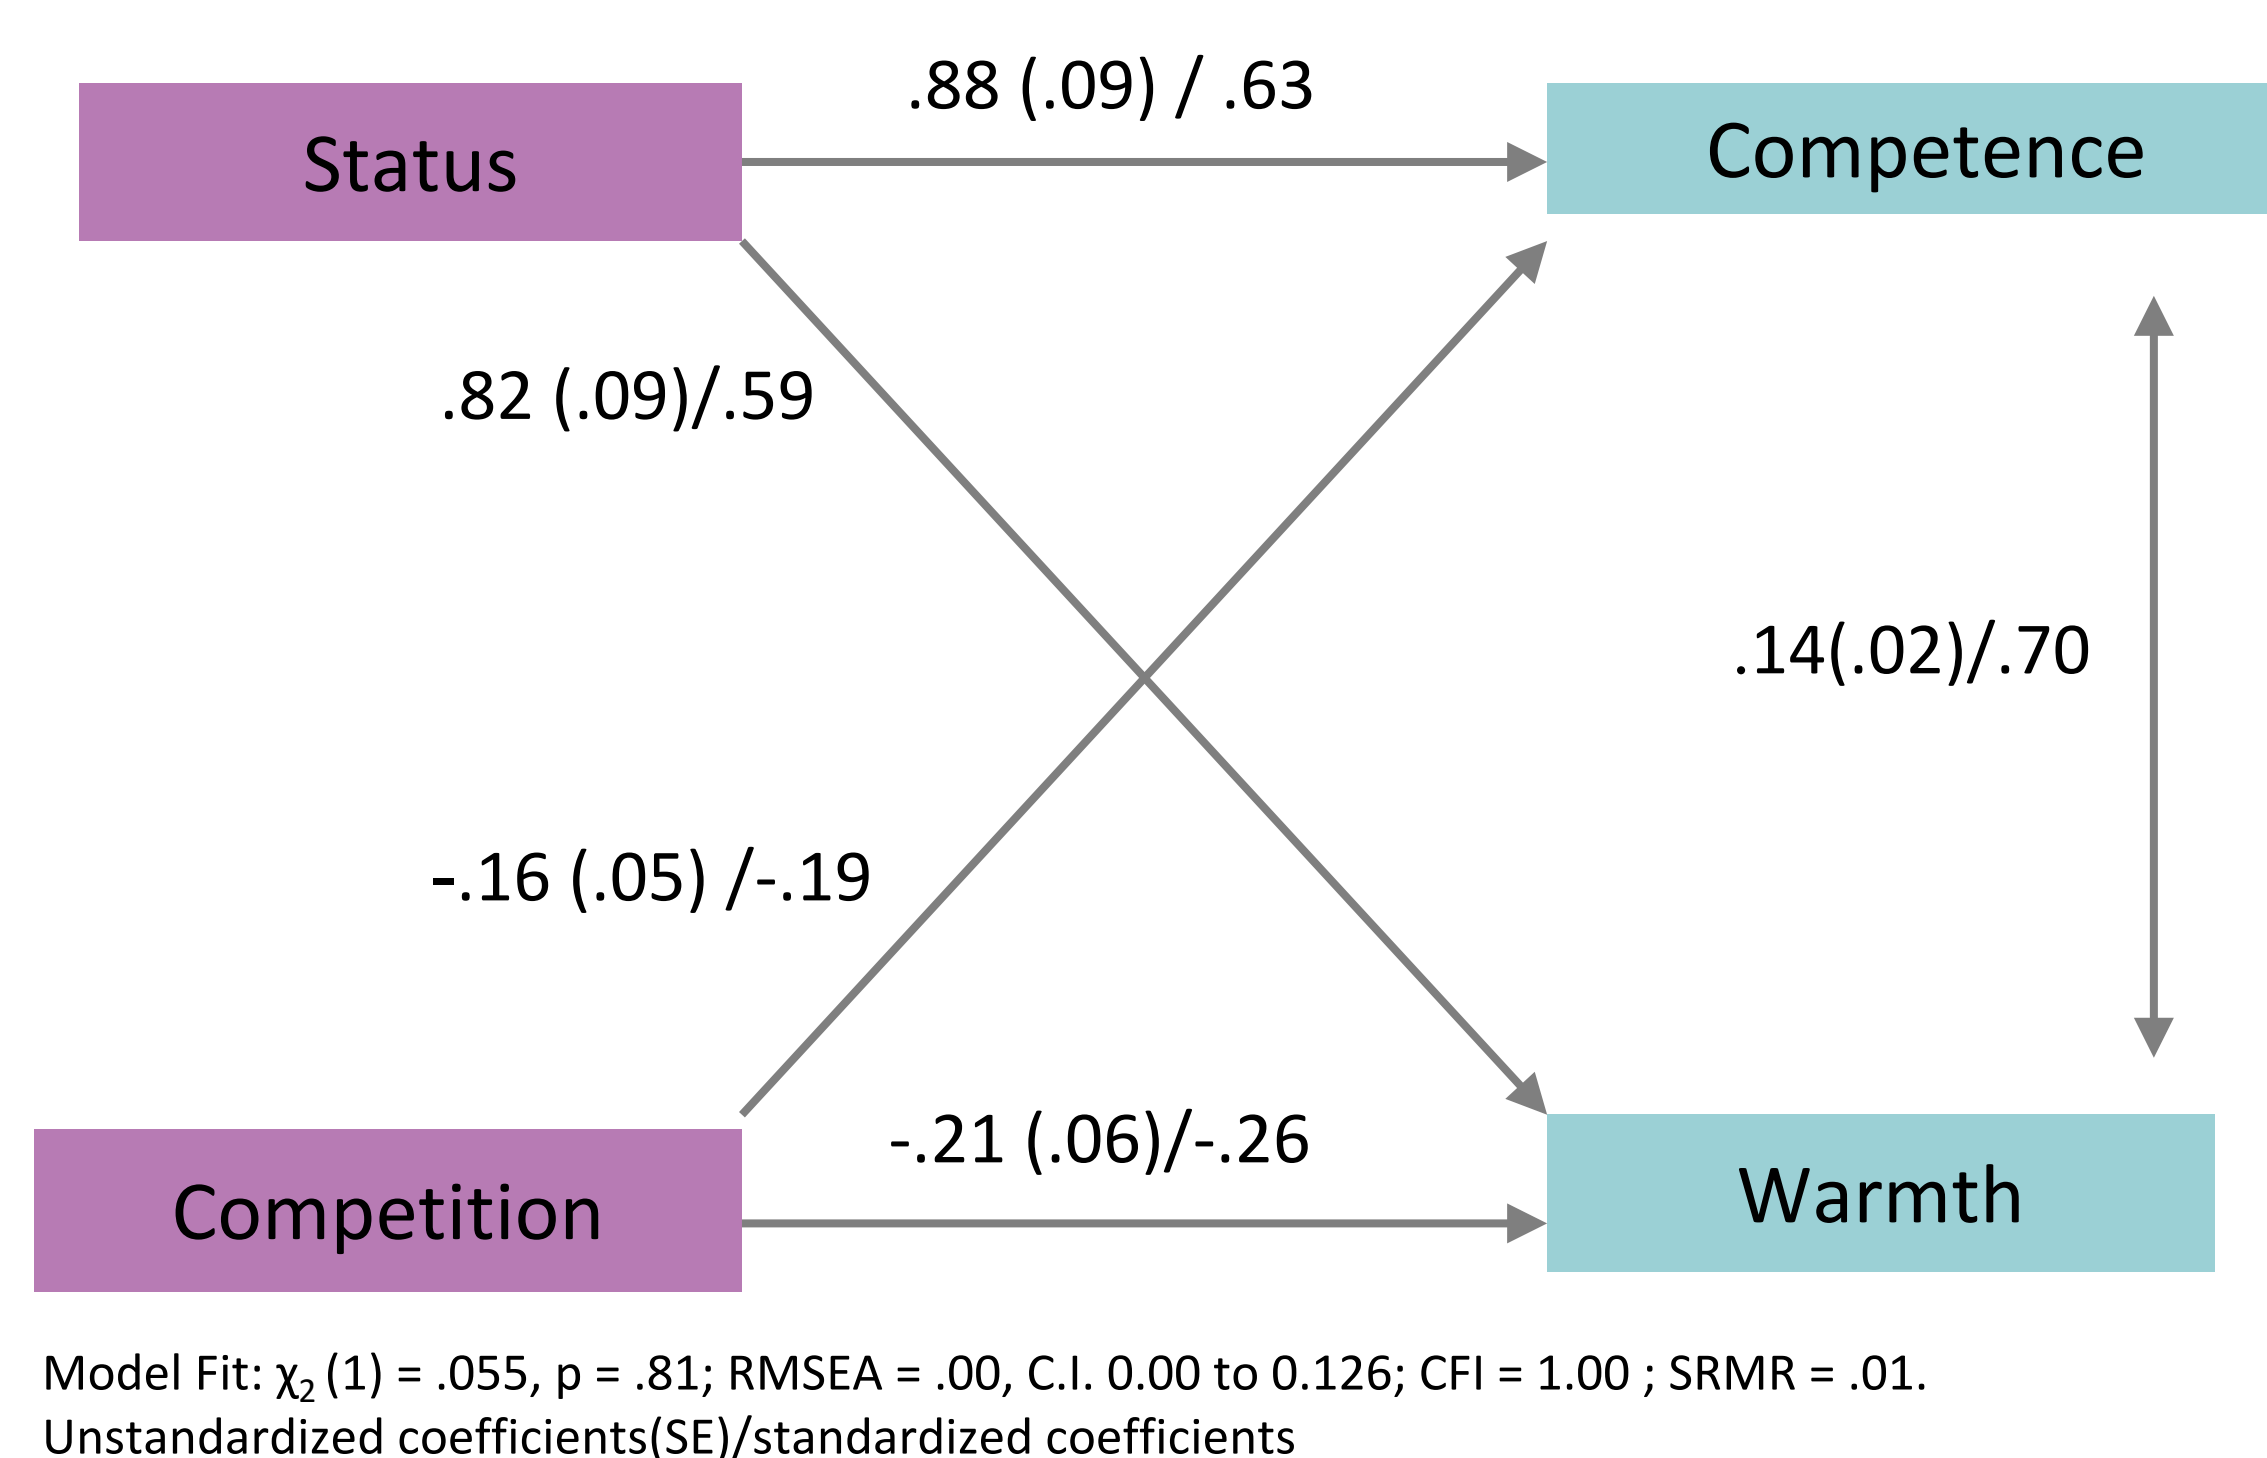 .88 (.09) / .63
Status
Competence
.82 (.09)/.59
.14(.02)/.70
-.16 (.05) /-.19
-.21 (.06)/-.26
Competition
Warmth
Model Fit: χ₂ (1) = .055, p = .81; RMSEA = .00, C.I. 0.00 to 0.126; CFI = 1.00 ; SRMR = .01.
Unstandardized coefficients(SE)/standardized coefficients